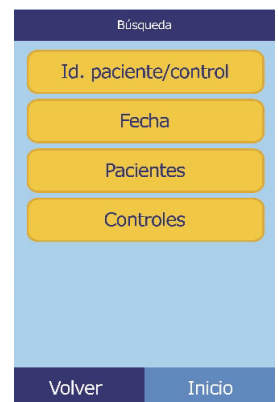 Búsqueda
Id. paciente/control
Fecha
Pacientes
Controles
Volver Inicio